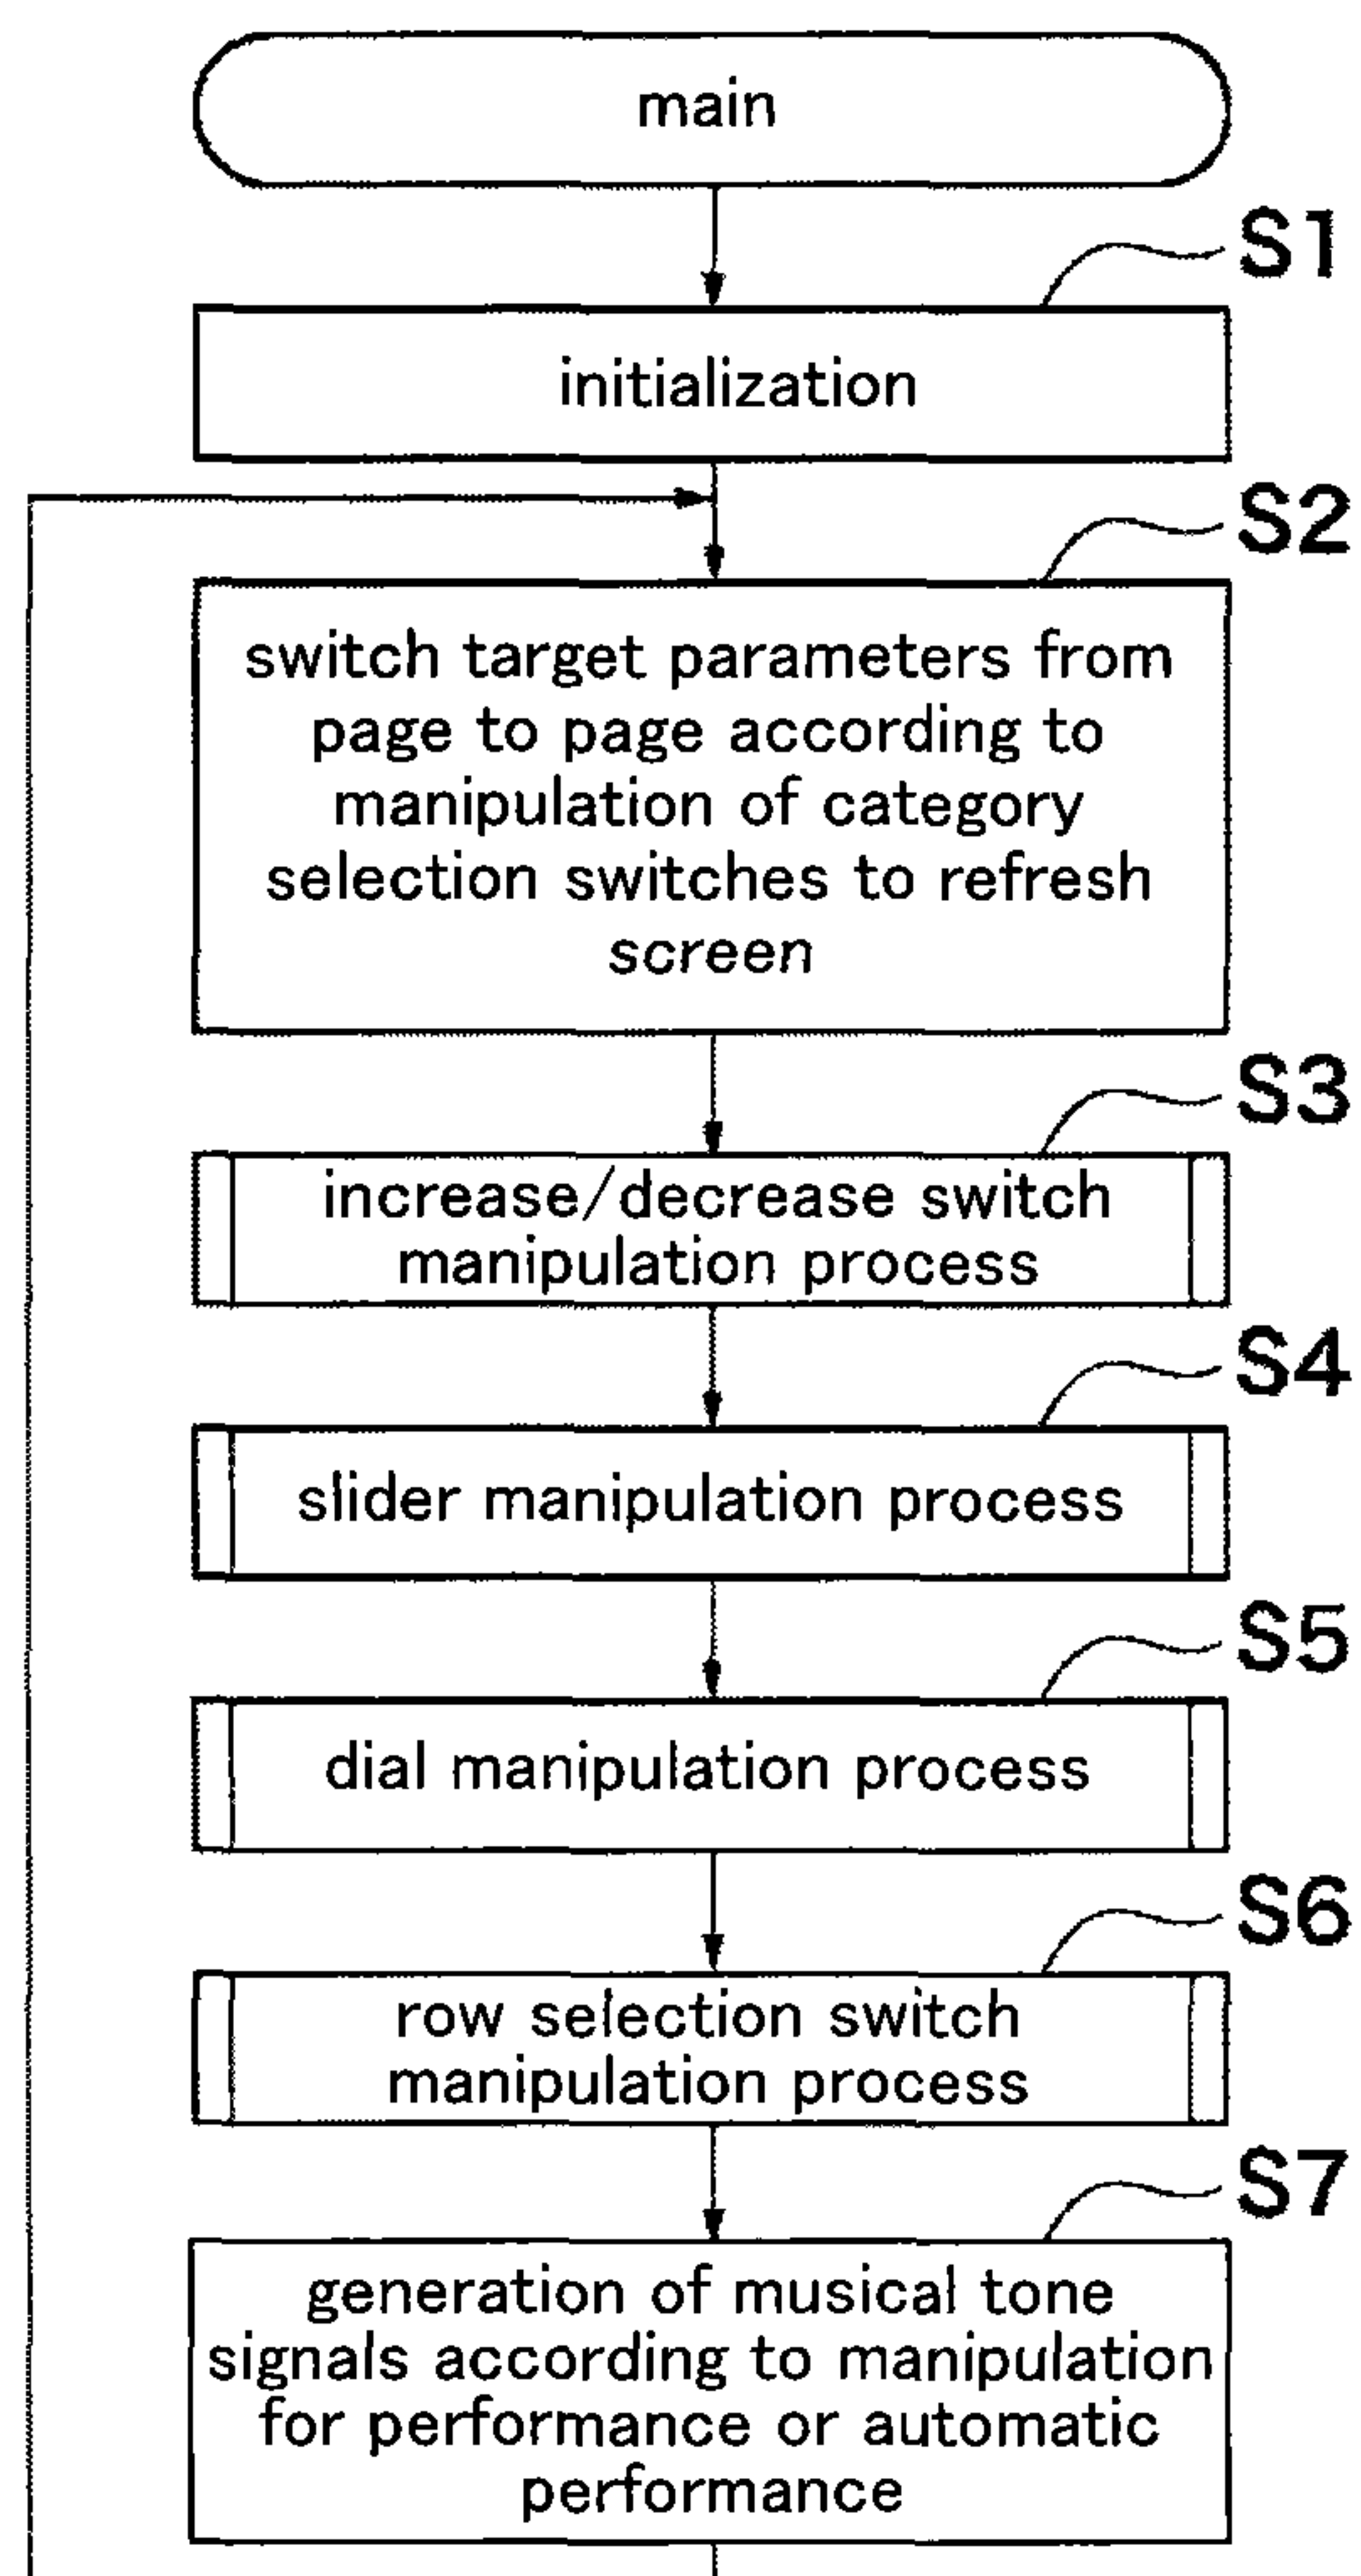 main
S1
initialization
S2
switch target parameters from
page to page according to
manipulation of category
selection switches to refresh
screen
S3
increase/decrease switch
manipulation process
S4
slider manipulation process
S5
dial manipulation process
S6
row selection switch
manipulation process
S7
generation of musical tone
signals according to manipulation
for performance or automatic
performance